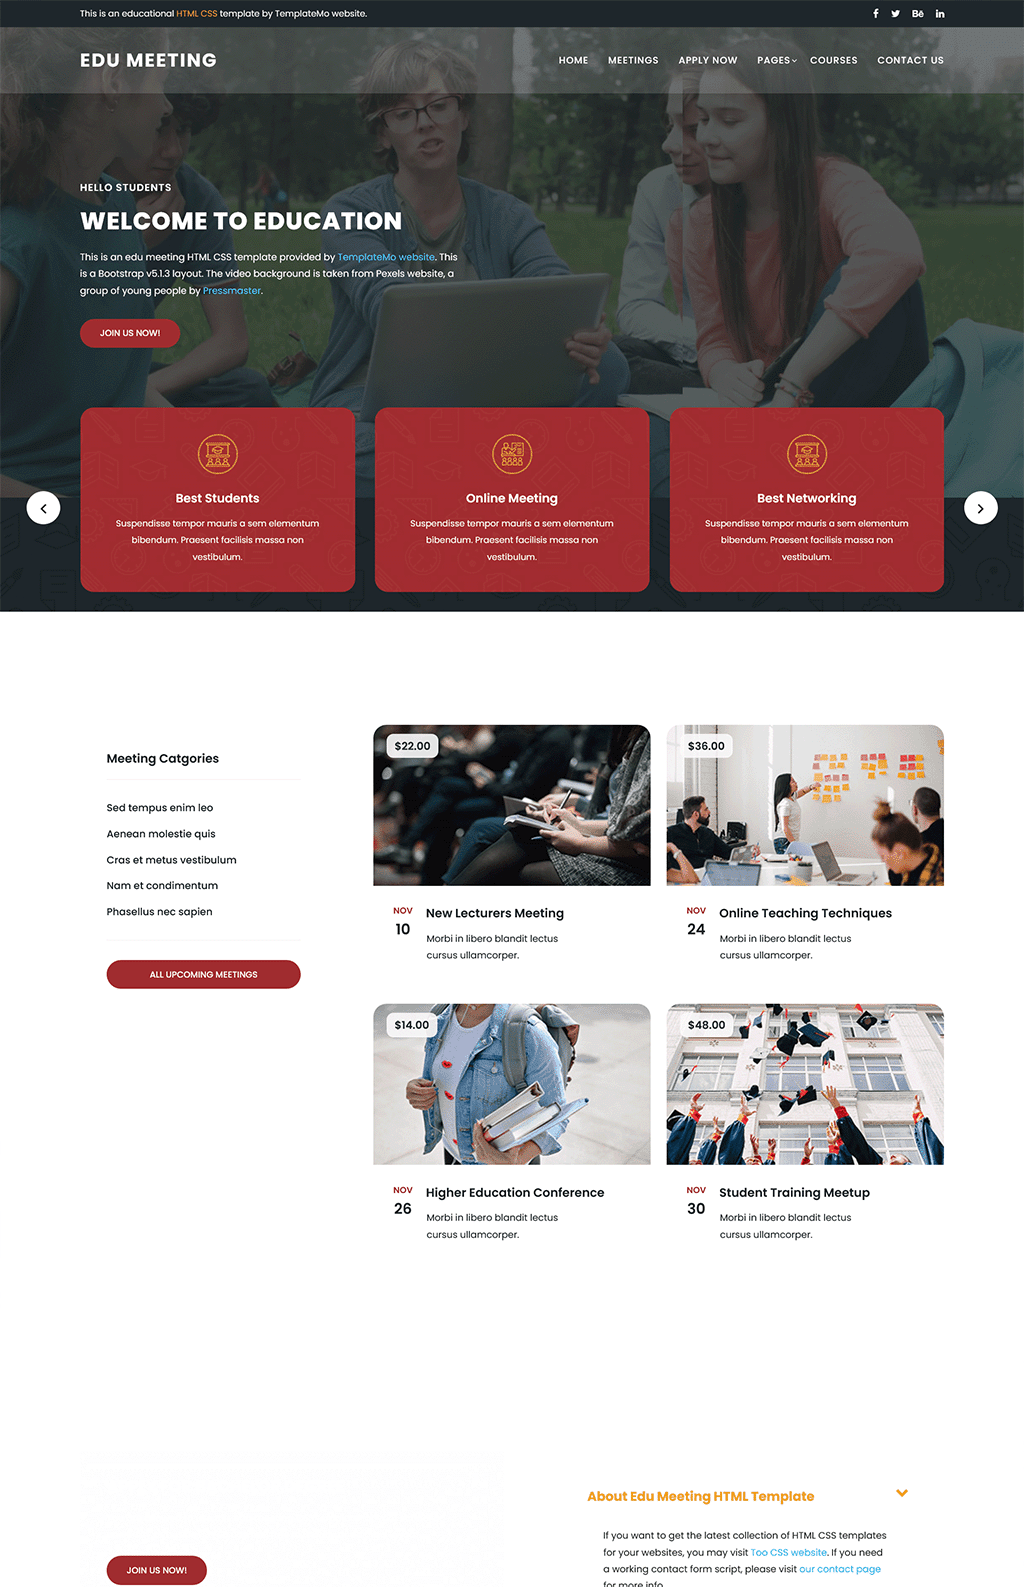 This is an educational HTML CSS template by TemplateMo website.
EDU MEETING
HOME MEETINGS APPLY NOW PAGES COURSES CONTACT US
HELLO STUDENTS
WELCOME TO EDUCATION
This is an edu meeting HTML CSS template provided by TemplateMo website. This
is a Bootstrap v5.1.3 layout. The video background is taken from Pexels website, a
group of young people by Pressmaster.
JOIN US NOW!
Best Students
Suspendisse tempor mauris a sem elementum
bibendum. Praesent facilisis massa non
vestibulum.
Online Meeting
Suspendisse tempor mauris a sem elementum
bibendum. Praesent facilisis massa non
vestibulum.
Best Networking
Suspendisse tempor mauris a sem elementum
bibendum. Praesent facilisis massa non
vestibulum.
Meeting Catgories
Sed tempus enim leo
Aenean molestie quis
Cras et metus vestibulum
Nam et condimentum
Phasellus nec sapien
ALL UPCOMING MEETINGS
$22.00
NOV
10
New Lecturers Meeting
Morbi in libero blandit lectus
cursus ullamcorper.
$36.00
NOV
24
Online Teaching Techniques
Morbi in libero blandit lectus
cursus ullamcorper.
$14.00
NOV
26
Higher Education Conference
Morbi in libero blandit lectus
cursus ullamcorper.
$48.00
NOV
30
Student Training Meetup
Morbi in libero blandit lectus
cursus ullamcorper.
JOIN US NOW!
About Edu Meeting HTML Template
If you want to get the latest collection of HTML CSS templates
for your websites, you may visit Too CSS website. If you need
a working contact form script, please visit our contact page
for more info.